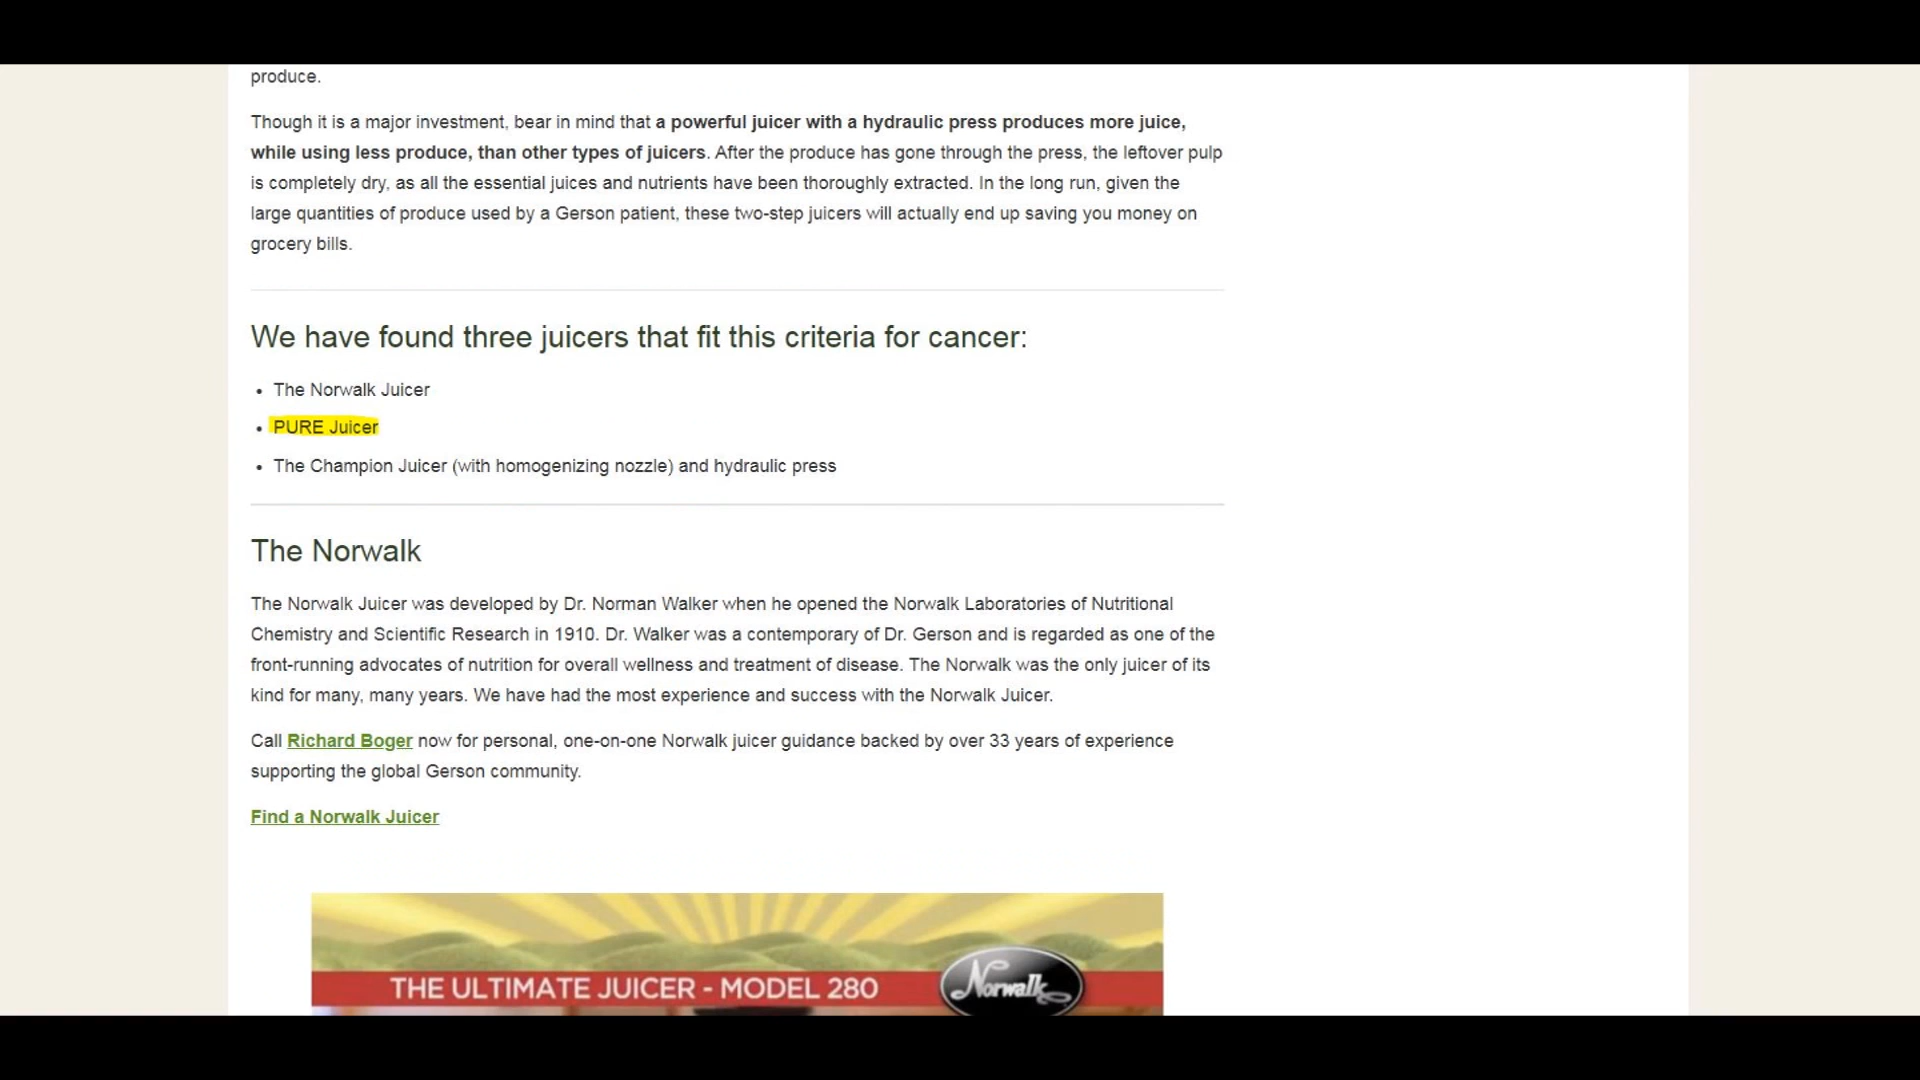 produce.
Though it is a major investment, bear in mind that a powerful juicer with a hydraulic press produces more juice,
while using less produce, than other types of juicers. After the produce has gone through the press, the leftover pulp
is completely dry, as all the essential juices and nutrients have been thoroughly extracted. In the long run, given the
large quantities of produce used by a Gerson patient, these two-step juicers will actually end up saving you money on
grocery bills.
We have found three juicers that fit this criteria for cancer:
• The Norwalk Juicer
• PURE Juicer
• The Champion Juicer (with homogenizing nozzle) and hydraulic press
The Norwalk
The Norwalk Juicer was developed by Dr. Norman Walker when he opened the Norwalk Laboratories of Nutritional
Chemistry and Scientific Research in 1910. Dr. Walker was a contemporary of Dr. Gerson and is regarded as one of the
front-running advocates of nutrition for overall wellness and treatment of disease. The Norwalk was the only juicer of its
kind for many, many years. We have had the most experience and success with the Norwalk Juicer.
Call Richard Boger now for personal, one-on-one Norwalk juicer guidance backed by over 33 years of experience
supporting the global Gerson community.
Find a Norwalk Juicer
THE ULTIMATE JUICER - MODEL 280
Norwalk